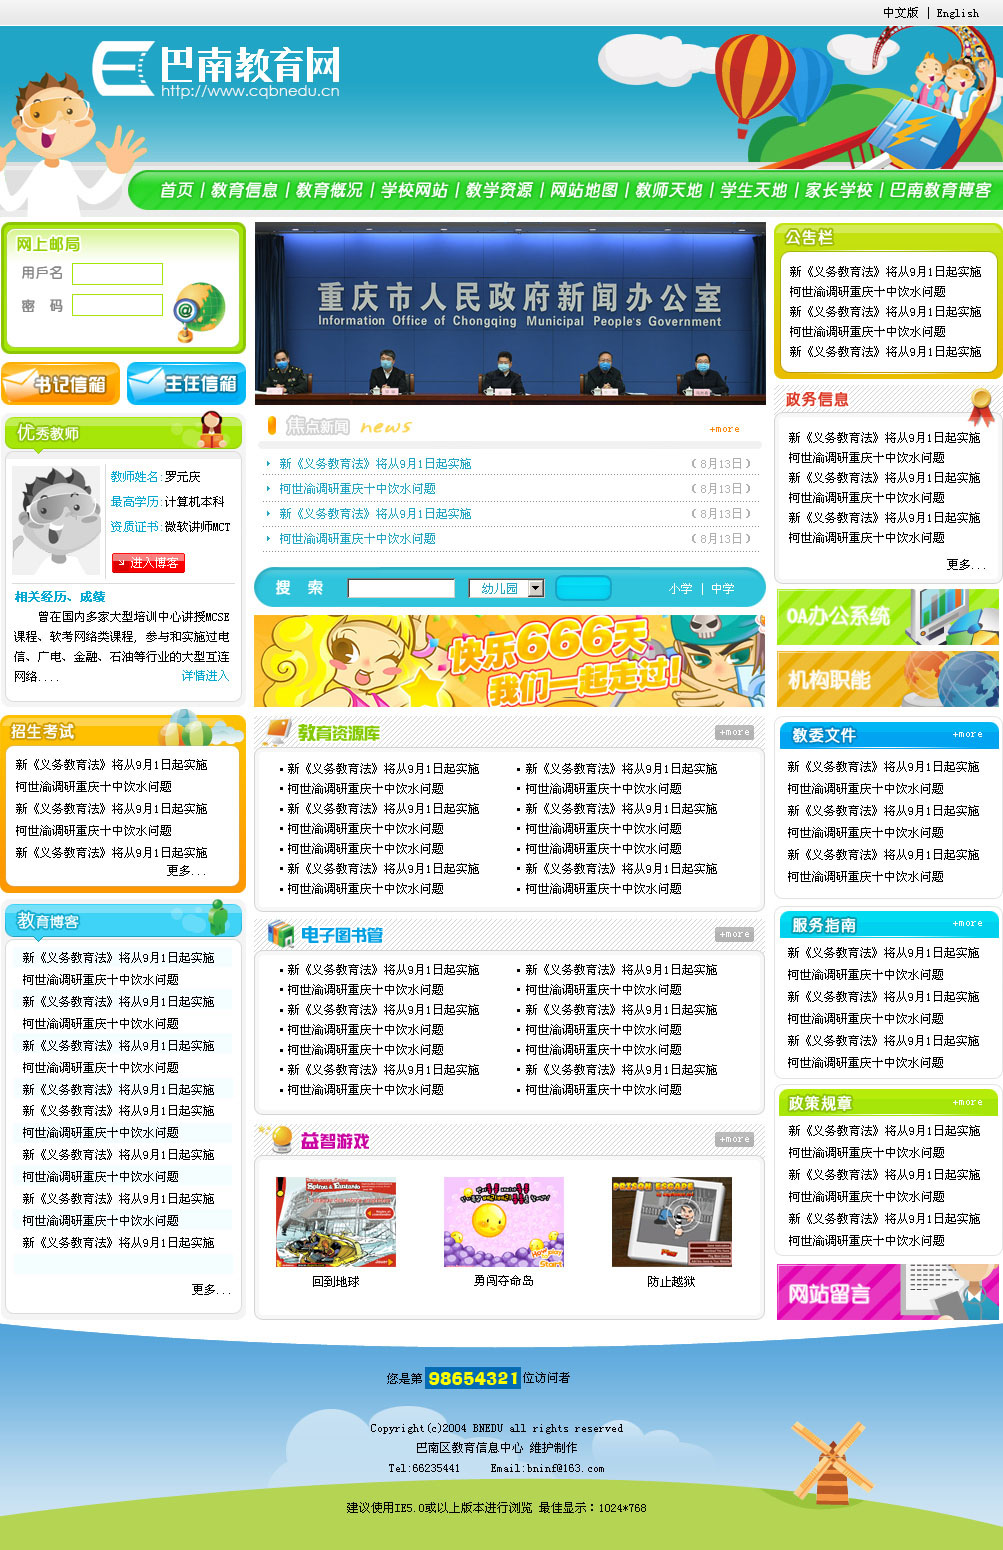 中文版 | English
巴南教育网
http://www.cqbnedu.cn
首页 | 教育信息 | 教育概况 | 学校网站 | 教学资源 | 网站地图 | 教师天地 | 学生天地 | 家长学校 | 巴南教育博客
网上邮局
用戶名
密 码
书记信箱
主任信箱
优秀教师
教师姓名:罗元庆
最高学历:计算机本科
资质证书:微软讲师MCT
进入博客
相关经历、成绩
曾在国内多家大型培训中心讲授MCSE
课程、软考网络类课程，参与和实施过电
信、广电、金融、石油等行业的大型互连
网络....
详情进入
招生考试
新《义务教育法》将从9月1日起实施
柯世渝调研重庆十中饮水问题
新《义务教育法》将从9月1日起实施
柯世渝调研重庆十中饮水问题
新《义务教育法》将从9月1日起实施
更多...
教育博客
新《义务教育法》将从9月1日起实施
柯世渝调研重庆十中饮水问题
新《义务教育法》将从9月1日起实施
柯世渝调研重庆十中饮水问题
新《义务教育法》将从9月1日起实施
柯世渝调研重庆十中饮水问题
新《义务教育法》将从9月1日起实施
新《义务教育法》将从9月1日起实施
柯世渝调研重庆十中饮水问题
新《义务教育法》将从9月1日起实施
柯世渝调研重庆十中饮水问题
新《义务教育法》将从9月1日起实施
柯世渝调研重庆十中饮水问题
新《义务教育法》将从9月1日起实施
更多...
重庆市人民政府新闻办公室
Information Office of Chongqing Municipal People's Government
焦点新闻 news
+more
新《义务教育法》将从9月1日起实施 （8月13日）
柯世渝调研重庆十中饮水问题 （8月13日）
新《义务教育法》将从9月1日起实施 （8月13日）
柯世渝调研重庆十中饮水问题 （8月13日）
搜 索 幼儿园 小学 | 中学
快乐666天
我们一起走过!
教育资源库
+more
新《义务教育法》将从9月1日起实施 新《义务教育法》将从9月1日起实施
柯世渝调研重庆十中饮水问题 柯世渝调研重庆十中饮水问题
新《义务教育法》将从9月1日起实施 新《义务教育法》将从9月1日起实施
柯世渝调研重庆十中饮水问题 柯世渝调研重庆十中饮水问题
柯世渝调研重庆十中饮水问题 柯世渝调研重庆十中饮水问题
新《义务教育法》将从9月1日起实施 新《义务教育法》将从9月1日起实施
柯世渝调研重庆十中饮水问题 柯世渝调研重庆十中饮水问题
电子图书管
+more
新《义务教育法》将从9月1日起实施 新《义务教育法》将从9月1日起实施
柯世渝调研重庆十中饮水问题 柯世渝调研重庆十中饮水问题
新《义务教育法》将从9月1日起实施 新《义务教育法》将从9月1日起实施
柯世渝调研重庆十中饮水问题 柯世渝调研重庆十中饮水问题
柯世渝调研重庆十中饮水问题 柯世渝调研重庆十中饮水问题
新《义务教育法》将从9月1日起实施 新《义务教育法》将从9月1日起实施
柯世渝调研重庆十中饮水问题 柯世渝调研重庆十中饮水问题
益智游戏
+more
PRISON ESCAPE
回到地球
勇闯夺命岛
防止越狱
公告栏
新《义务教育法》将从9月1日起实施
柯世渝调研重庆十中饮水问题
新《义务教育法》将从9月1日起实施
柯世渝调研重庆十中饮水问题
新《义务教育法》将从9月1日起实施
政务信息
新《义务教育法》将从9月1日起实施
柯世渝调研重庆十中饮水问题
新《义务教育法》将从9月1日起实施
柯世渝调研重庆十中饮水问题
新《义务教育法》将从9月1日起实施
柯世渝调研重庆十中饮水问题
更多...
OA办公系统
机构职能
教委文件
+more
新《义务教育法》将从9月1日起实施
柯世渝调研重庆十中饮水问题
新《义务教育法》将从9月1日起实施
柯世渝调研重庆十中饮水问题
新《义务教育法》将从9月1日起实施
柯世渝调研重庆十中饮水问题
服务指南
+more
新《义务教育法》将从9月1日起实施
柯世渝调研重庆十中饮水问题
新《义务教育法》将从9月1日起实施
柯世渝调研重庆十中饮水问题
新《义务教育法》将从9月1日起实施
柯世渝调研重庆十中饮水问题
政策规章
+more
新《义务教育法》将从9月1日起实施
柯世渝调研重庆十中饮水问题
新《义务教育法》将从9月1日起实施
柯世渝调研重庆十中饮水问题
新《义务教育法》将从9月1日起实施
柯世渝调研重庆十中饮水问题
网站留言
您是第 98654321 位访问者
Copyright(c)2004 BNEDU all rights reserved
巴南区教育信息中心 维护制作
Tel:66235441 Email:bninf@163.com
建议使用IE5.0或以上版本进行浏览 最佳显示：1024*768